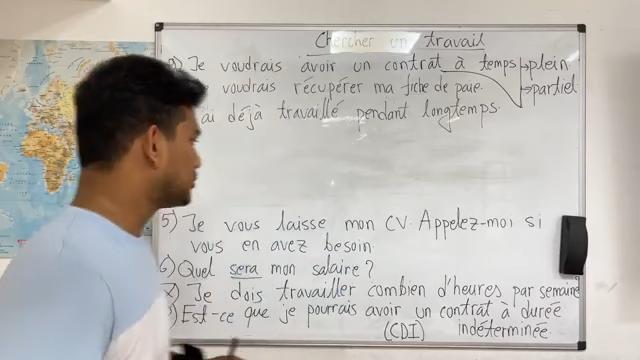 Chercher un travail
Je voudrais avoir un contrat à temps plein
voudrais récupérer ma fiche de paie. partiel
ai déjà travaillé pendant longtemps.
5) Je vous laisse mon CV. Appelez-moi si
vous en avez besoin.
6) Quel sera mon salaire?
Je dois travailler combien d'heures par semaine
Est-ce que je pourrais avoir un contrat à durée
(CDI) indéterminée